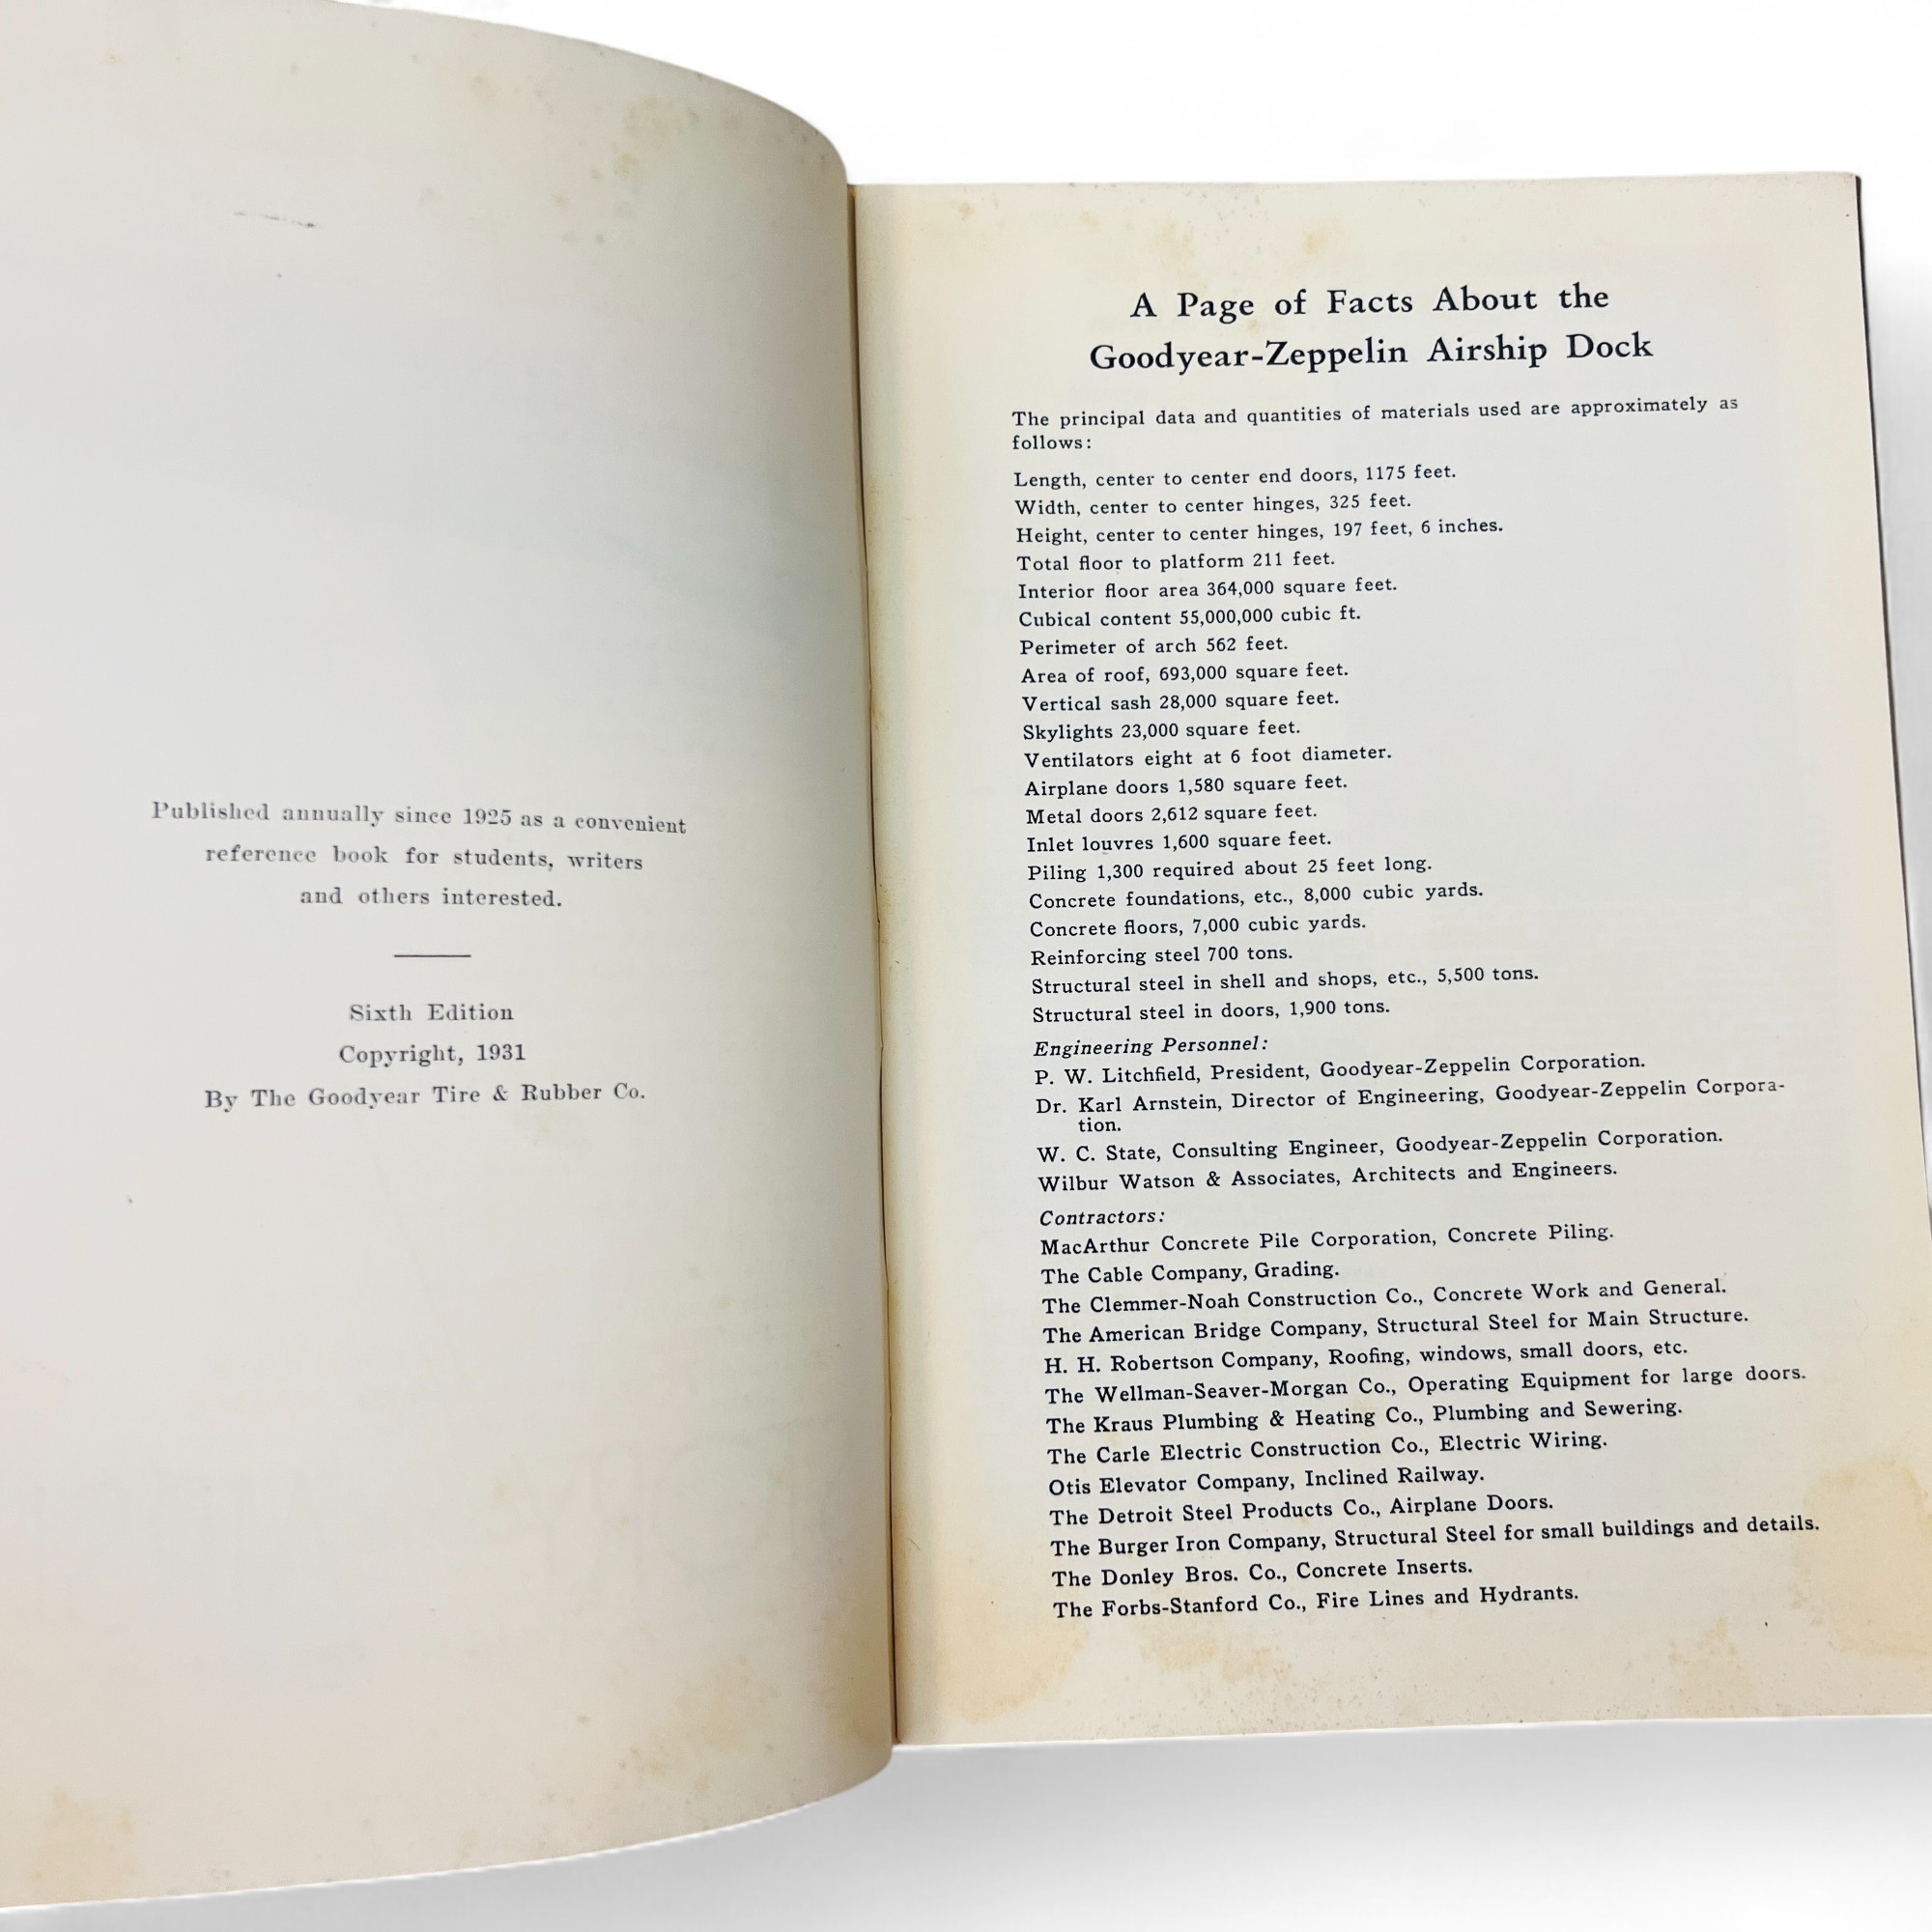 Published annually since 1925 as a convenient
reference book for students, writers
and others interested.
Sixth Edition
Copyright, 1931
By The Goodyear Tire & Rubber Co.
A Page of Facts About the
Goodyear-Zeppelin Airship Dock
The principal data and quantities of materials used are approximately as
follows:
Length, center to center end doors, 1175 feet.
Width, center to center hinges, 325 feet.
Height, center to center hinges, 197 feet, 6 inches.
Total floor to platform 211 feet.
Interior floor area 364,000 square feet.
Cubical content 55,000,000 cubic ft.
Perimeter of arch 562 feet.
Area of roof, 693,000 square feet.
Vertical sash 28,000 square feet.
Skylights 23,000 square feet.
Ventilators eight at 6 foot diameter.
Airplane doors 1,580 square feet.
Metal doors 2,612 square feet.
Inlet louvres 1,600 square feet.
Piling 1,300 required about 25 feet long.
Concrete foundations, etc., 8,000 cubic yards.
Concrete floors, 7,000 cubic yards.
Reinforcing steel 700 tons.
Structural steel in shell and shops, etc., 5,500 tons.
Structural steel in doors, 1,900 tons.
Engineering Personnel:
P. W. Litchfield, President, Goodyear-Zeppelin Corporation.
Dr. Karl Arnstein, Director of Engineering, Goodyear-Zeppelin Corpora-
tion.
W. C. State, Consulting Engineer, Goodyear-Zeppelin Corporation.
Wilbur Watson & Associates, Architects and Engineers.
Contractors:
MacArthur Concrete Pile Corporation, Concrete Piling.
The Cable Company, Grading.
The Clemmer-Noah Construction Co., Concrete Work and General.
The American Bridge Company, Structural Steel for Main Structure.
H. H. Robertson Company, Roofing, windows, small doors, etc.
The Wellman-Seaver-Morgan Co., Operating Equipment for large doors.
The Kraus Plumbing & Heating Co., Plumbing and Sewering.
The Carle Electric Construction Co., Electric Wiring.
Otis Elevator Company, Inclined Railway.
The Detroit Steel Products Co., Airplane Doors.
The Burger Iron Company, Structural Steel for small buildings and details.
The Donley Bros. Co., Concrete Inserts.
The Forbs-Stanford Co., Fire Lines and Hydrants.